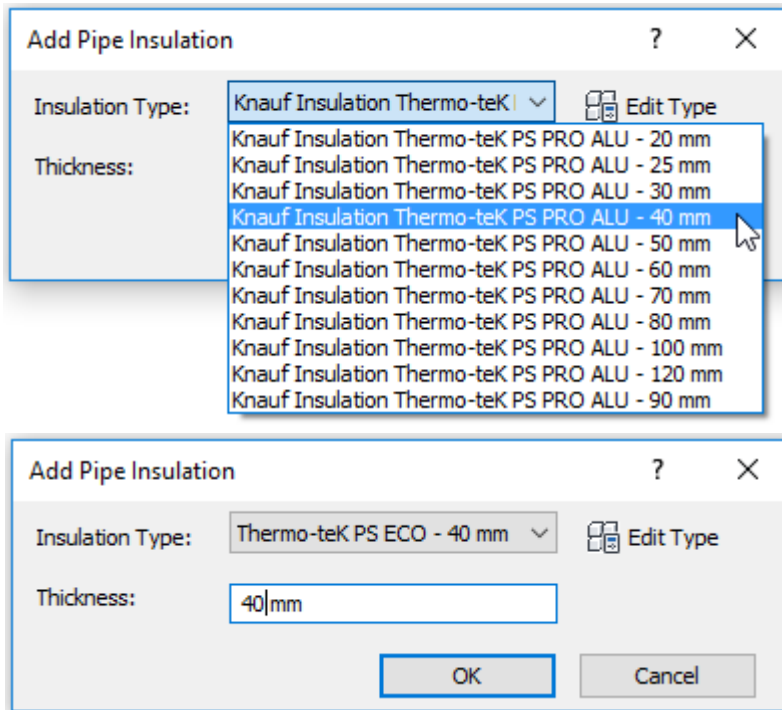 Add Pipe Insulation ?
Insulation Type: Knauf Insulation Thermo-teK Edit Type
Knauf Insulation Thermo-teK PS PRO ALU - 20 mm
Thickness: Knauf Insulation Thermo-teK PS PRO ALU - 25 mm
Knauf Insulation Thermo-teK PS PRO ALU - 30 mm
Knauf Insulation Thermo-teK PS PRO ALU - 40 mm
Knauf Insulation Thermo-teK PS PRO ALU - 50 mm
Knauf Insulation Thermo-teK PS PRO ALU - 60 mm
Knauf Insulation Thermo-teK PS PRO ALU - 70 mm
Knauf Insulation Thermo-teK PS PRO ALU - 80 mm
Knauf Insulation Thermo-teK PS PRO ALU - 100 mm
Knauf Insulation Thermo-teK PS PRO ALU - 120 mm
Knauf Insulation Thermo-teK PS PRO ALU - 90 mm
Add Pipe Insulation ?
Insulation Type: Thermo-teK PS ECO - 40 mm Edit Type
Thickness: 40 mm
OK Cancel